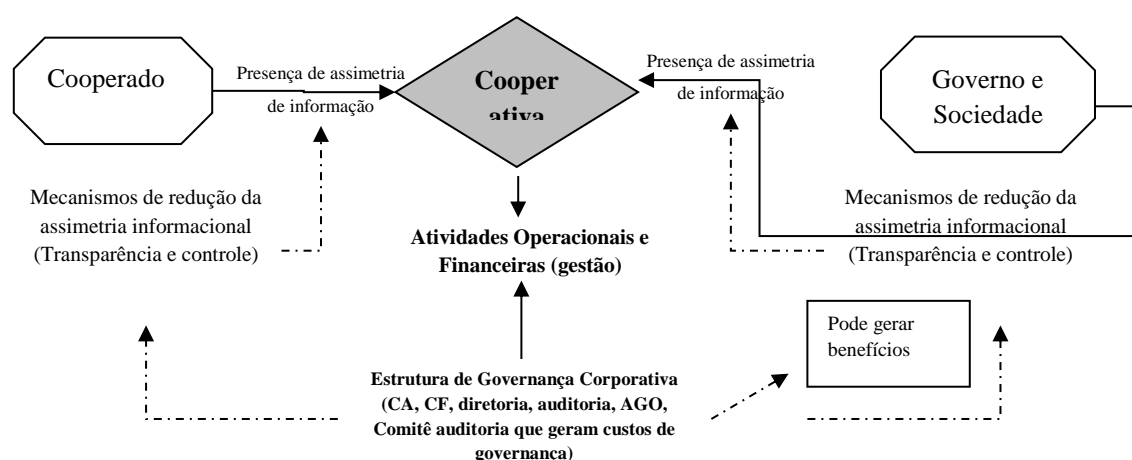 Cooperado
Presença de assimetria
de informação
Cooper
ativa
Presença de assimetria
de informação
Governo e
Sociedade
Mecanismos de redução da
assimetria informacional
(Transparência e controle)
Atividades Operacionais e
Financeiras (gestão)
Mecanismos de redução da
assimetria informacional
(Transparência e controle)
Pode gerar
benefícios
Estrutura de Governança Corporativa
(CA, CF, diretoria, auditoria, AGO,
Comitê auditoria que geram custos de
governança)